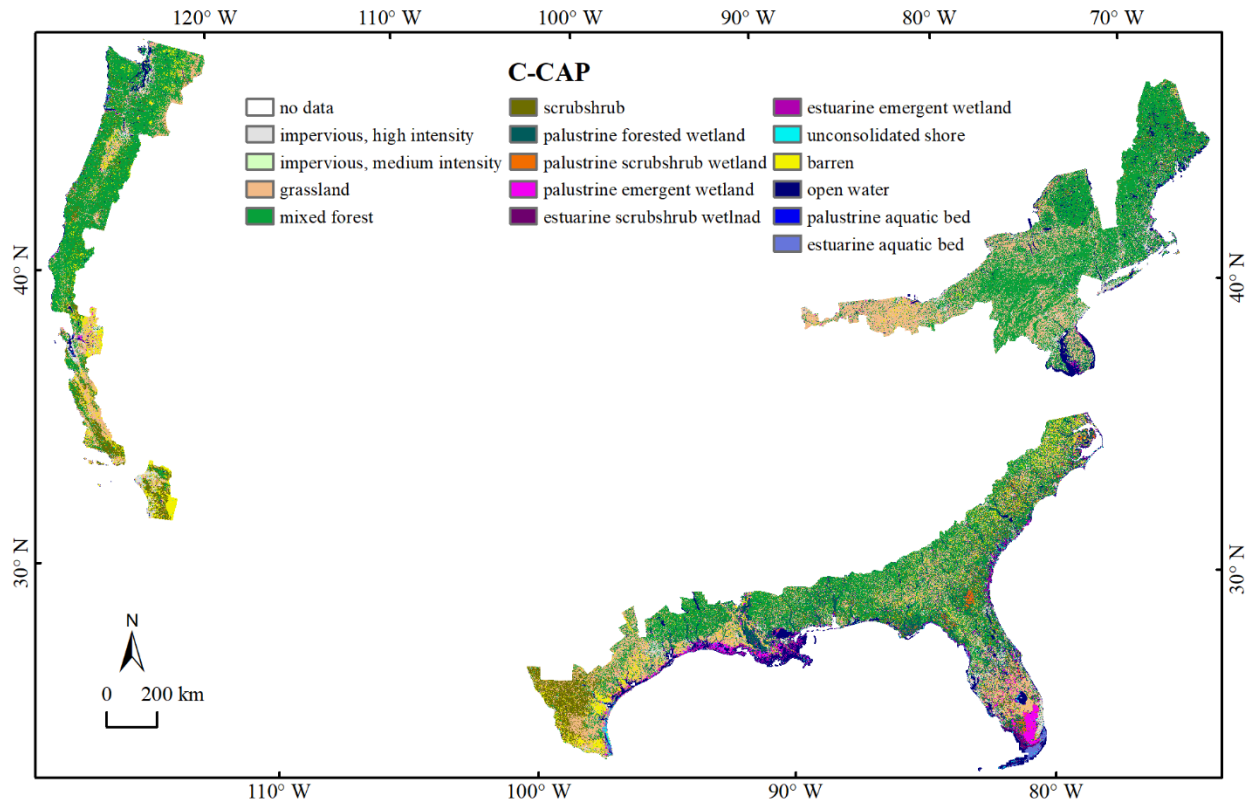 120° W 110° W 100° W 90° W 80° W 70° W
C-CAP
no data
impervious, high intensity
impervious, medium intensity
grassland
mixed forest
scrubshrub
palustrine forested wetland
palustrine scrubshrub wetland
palustrine emergent wetland
estuarine scrubshrub wetlnad
estuarine emergent wetland
unconsolidated shore
barren
open water
palustrine aquatic bed
estuarine aquatic bed
40° N
40° N
30° N
30° N
N
0 200 km
110° W 100° W 90° W 80° W